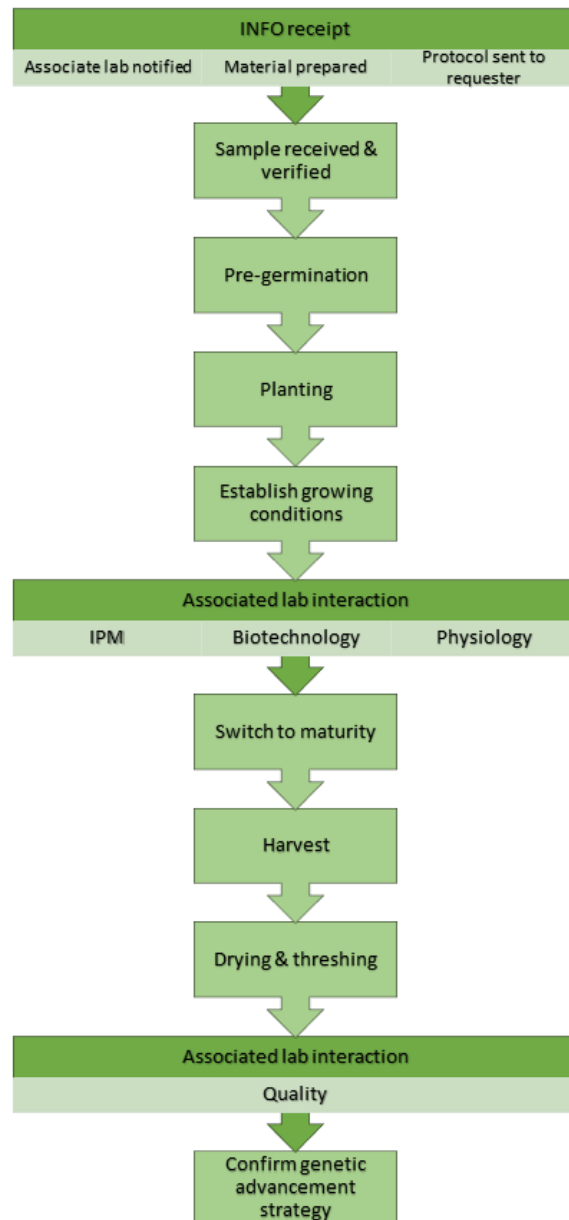 INFO receipt
Associate lab notified
Material prepared
Protocol sent to
requester
Sample received &
verified
Pre-germination
Planting
Establish growing
conditions
Associated lab interaction
IPM
Biotechnology
Physiology
Switch to maturity
Harvest
Drying & threshing
Associated lab interaction
Quality
Confirm genetic
advancement
strategy